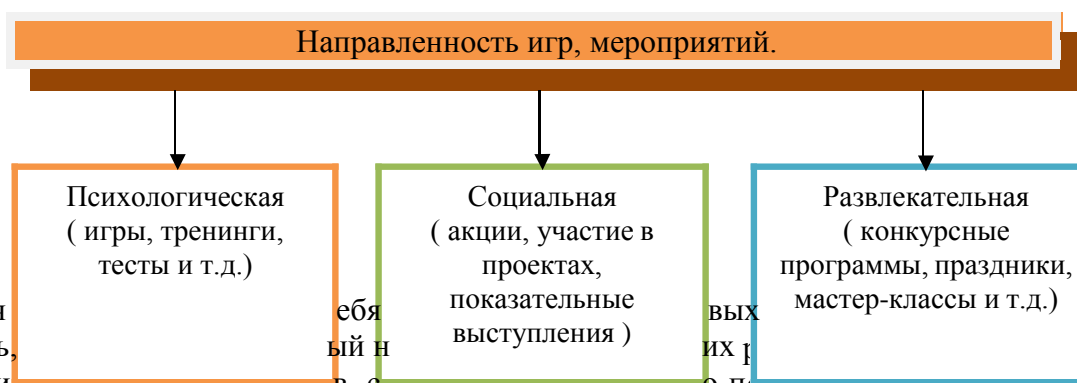 Направленность игр, мероприятий.
Психологическая
( игры, тренинги,
тесты и т.д.)
Социальная
( акции, участие в
проектах,
показательные
выступления )
Развлекательная
( конкурсные
программы, праздники,
мастер-классы и т.д.)